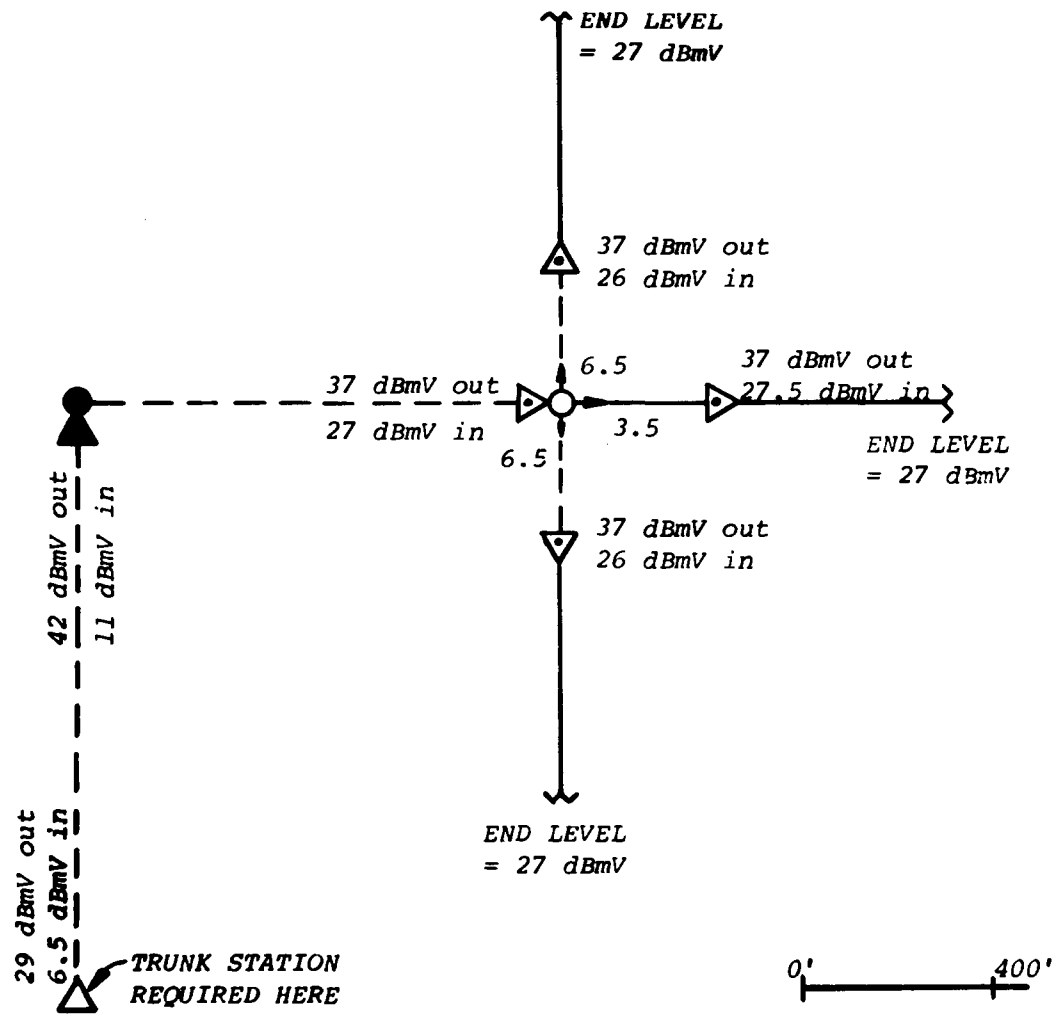 END LEVEL
= 27 dBmV
37 dBmV out
26 dBmV in
6.5
37 dBmV out
27 dBmV in
37 dBmV out
27.5 dBmV in
3.5
6.5
END LEVEL
= 27 dBmV
42 dBmV out
11 dBmV in
37 dBmV out
26 dBmV in
END LEVEL
= 27 dBmV
29 dBmV out
6.5 dBmV in
TRUNK STATION
REQUIRED HERE
0'
400'